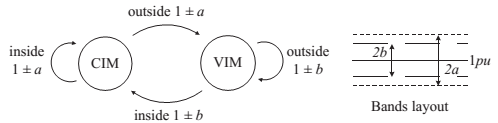 outside 1 ± a
inside
1 ± a
CIM
VIM
outside
1 ± b
inside 1 ± b
2b
2a
1pu
Bands layout